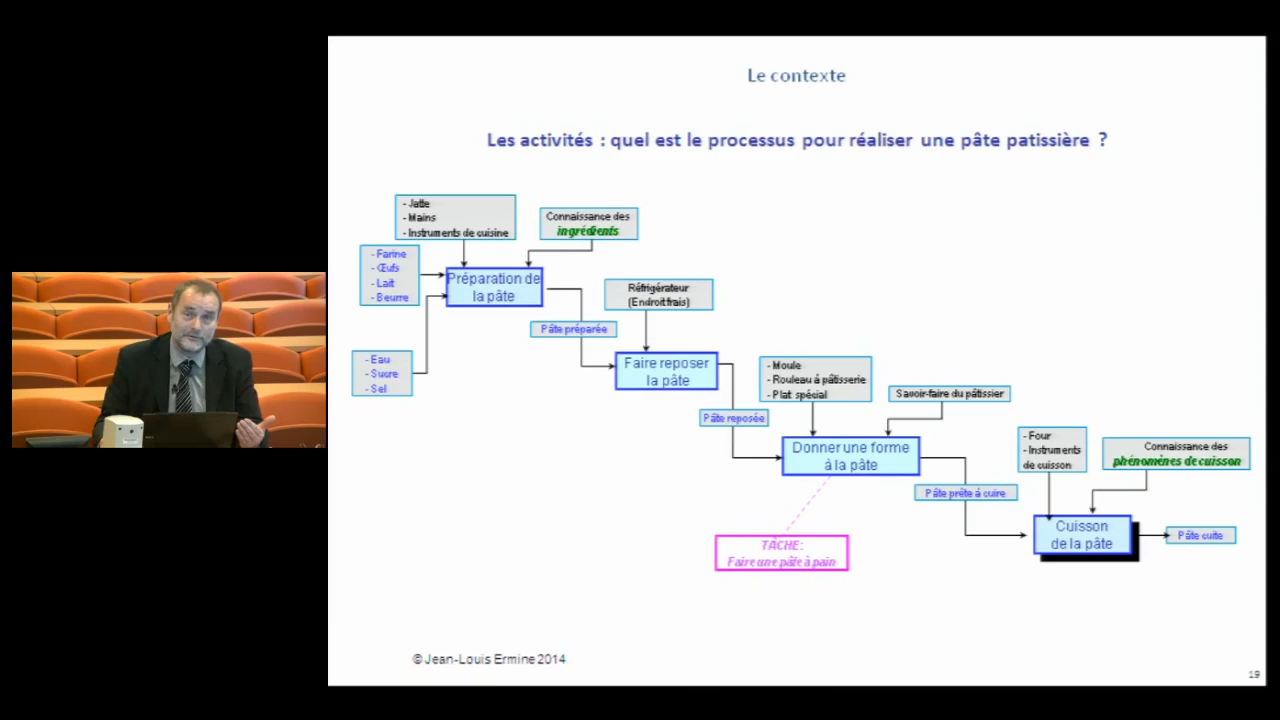 Le contexte
Les activités : quel est le processus pour réaliser une pâte patissière ?
- Jatte
- Mains
- Instruments de cuisine
Connaissance des
ingrédients
- Farine
- Œufs
- Lait
- Beurre
Préparation de
la pâte
Réfrigérateur
(Endroit frais)
Pâte préparée
- Eau
- Sucre
- Sel
Faire reposer
la pâte
- Moule
- Rouleau à pâtisserie
- Plat spécial
Savoir-faire du pâtissier
Pâte reposée
Donner une forme
à la pâte
- Four
- Instruments
de cuisson
Connaissance des
phénomènes de cuisson
Pâte prête à cuire
Cuisson
de la pâte
Pâte cuite
TACHE:
Faire une pâte à pain
© Jean-Louis Ermine 2014
19